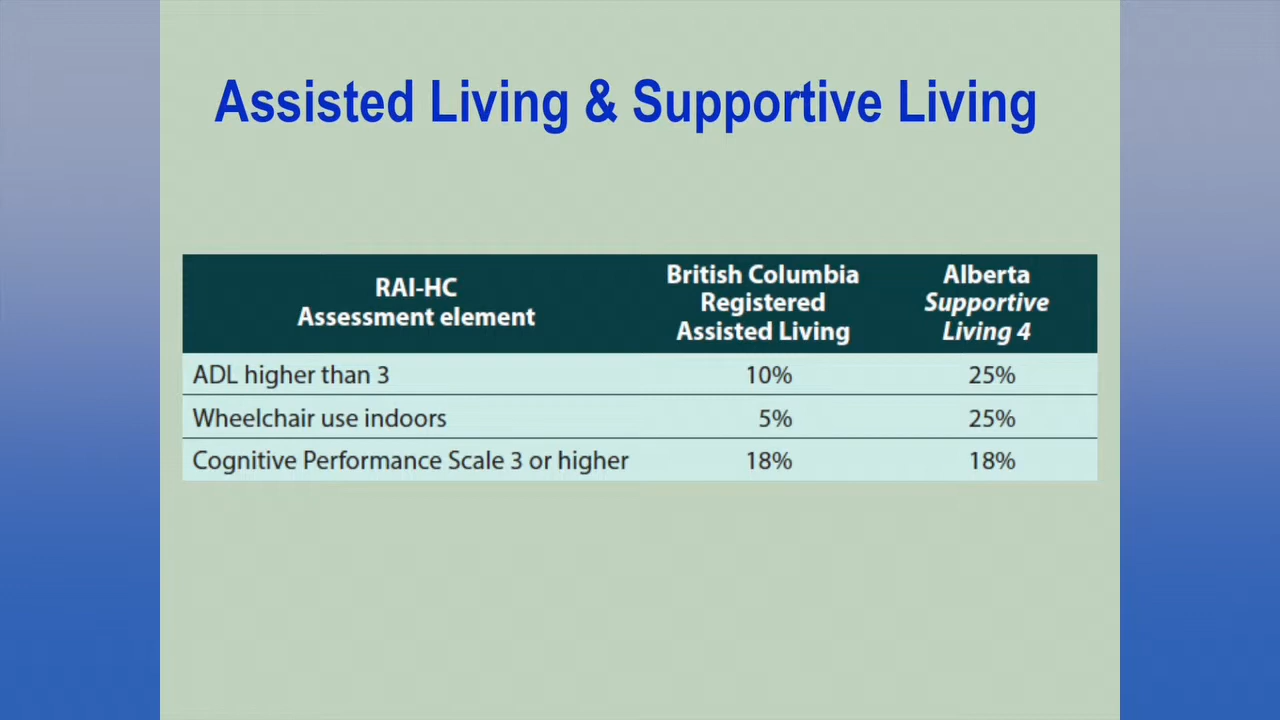 Assisted Living & Supportive Living
RAI-HC
Assessment element
British Columbia
Registered
Assisted Living
Alberta
Supportive
Living 4
ADL higher than 3 10% 25%
Wheelchair use indoors 5% 25%
Cognitive Performance Scale 3 or higher 18% 18%